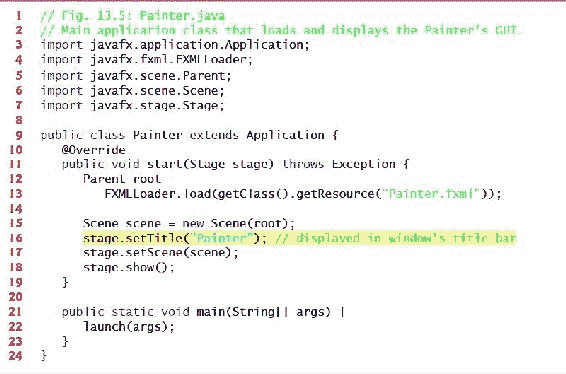 1 // Fig. 13.5: Painter.java
2 // Main application class that loads and displays the Painter's GUI.
3 import javafx.application.Application;
4 import javafx.fxml.FXMLLoader;
5 import javafx.scene.Parent;
6 import javafx.scene.Scene;
7 import javafx.stage.Stage;
8
9 public class Painter extends Application {
10 @Override
11 public void start(Stage stage) throws Exception {
12 Parent root =
13 FXMLLoader.load(getClass().getResource("Painter.fxml"));
14
15 Scene scene = new Scene(root);
16 stage.setTitle("Painter"); // displayed in window's title bar
17 stage.setScene(scene);
18 stage.show();
19 }
20
21 public static void main(String[] args) {
22 launch(args);
23 }
24 }